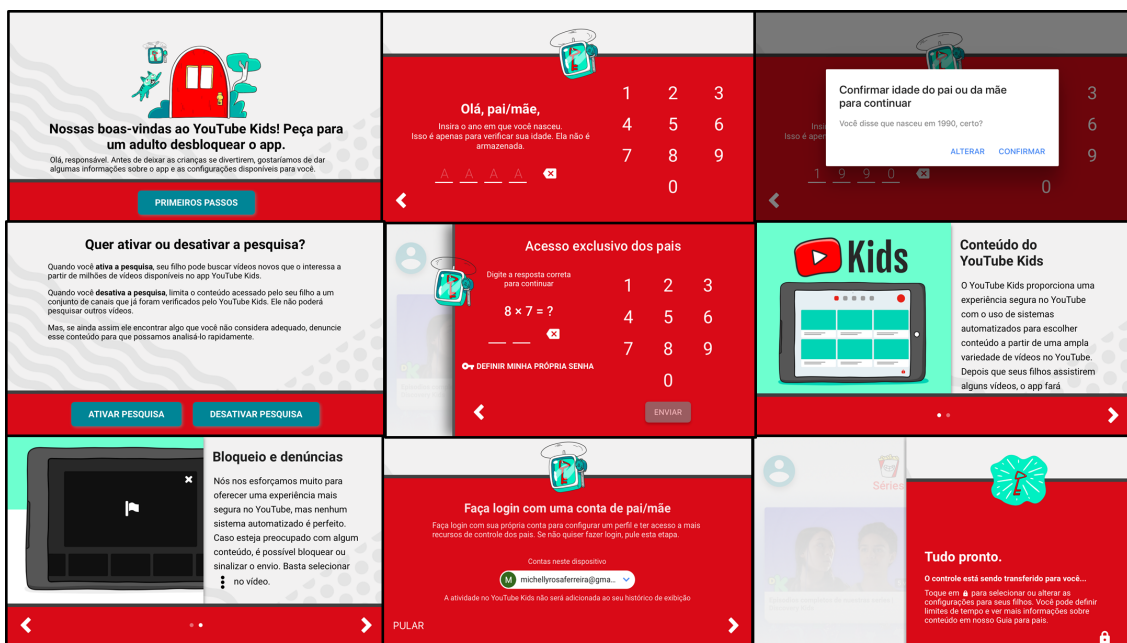 Nossas boas-vindas ao YouTube Kids! Peça para
um adulto desbloquear o app.
Olá, responsável. Antes de deixar as crianças se divertirem, gostaríamos de dar
algumas informações sobre o app e as configurações disponíveis para você.
PRIMEIROS PASSOS
Olá, pai/mãe,
Insira o ano em que você nasceu.
Isso é apenas para verificar sua idade. Ela não é
armazenada.
A A A A
1 2 3
4 5 6
7 8 9
0
Confirmar idade do pai ou da mãe
para continuar
Você disse que nasceu em 1990, certo?
ALTERAR CONFIRMAR
Insi
Isso é apen
1 9 9 0
3
6
9
0
Quer ativar ou desativar a pesquisa?
Quando você ativa a pesquisa, seu filho pode buscar vídeos novos que o interessa a
partir de milhões de vídeos disponíveis no app YouTube Kids.
Quando você desativa a pesquisa, limita o conteúdo acessado pelo seu filho a um
conjunto de canais que já foram verificados pelo YouTube Kids. Ele não poderá
pesquisar outros vídeos.
Mas, se ainda assim ele encontrar algo que você não considera adequado, denuncie
esse conteúdo para que possamos analisá-lo rapidamente.
ATIVAR PESQUISA DESATIVAR PESQUISA
Acesso exclusivo dos pais
Digite a resposta correta
para continuar
8 × 7 = ?
DEFINIR MINHA PRÓPRIA SENHA
1 2 3
4 5 6
7 8 9
0
ENVIAR
Kids
Conteúdo do
YouTube Kids
O YouTube Kids proporciona uma
experiência segura no YouTube
com o uso de sistemas
automatizados para escolher
conteúdo a partir de uma ampla
variedade de vídeos no YouTube.
Depois que seus filhos assistirem
alguns vídeos, o app fará
Bloqueio e denúncias
Nós nos esforçamos muito para
oferecer uma experiência mais
segura no YouTube, mas nenhum
sistema automatizado é perfeito.
Caso esteja preocupado com algum
conteúdo, é possível bloquear ou
sinalizar o envio. Basta selecionar
no vídeo.
Faça login com uma conta de pai/mãe
Faça login com sua própria conta para configurar um perfil e ter acesso a mais
recursos de controle dos pais. Se não quiser fazer login, pule esta etapa.
Contas neste dispositivo
M michellyrosaferreira@gma...
A atividade no YouTube Kids não será adicionada ao seu histórico de exibição
PULAR
Séries
Tudo pronto.
O controle está sendo transferido para você...
Toque em para selecionar ou alterar as
configurações para seus filhos. Você pode definir
limites de tempo e ver mais informações sobre
conteúdo em nosso Guia para pais.